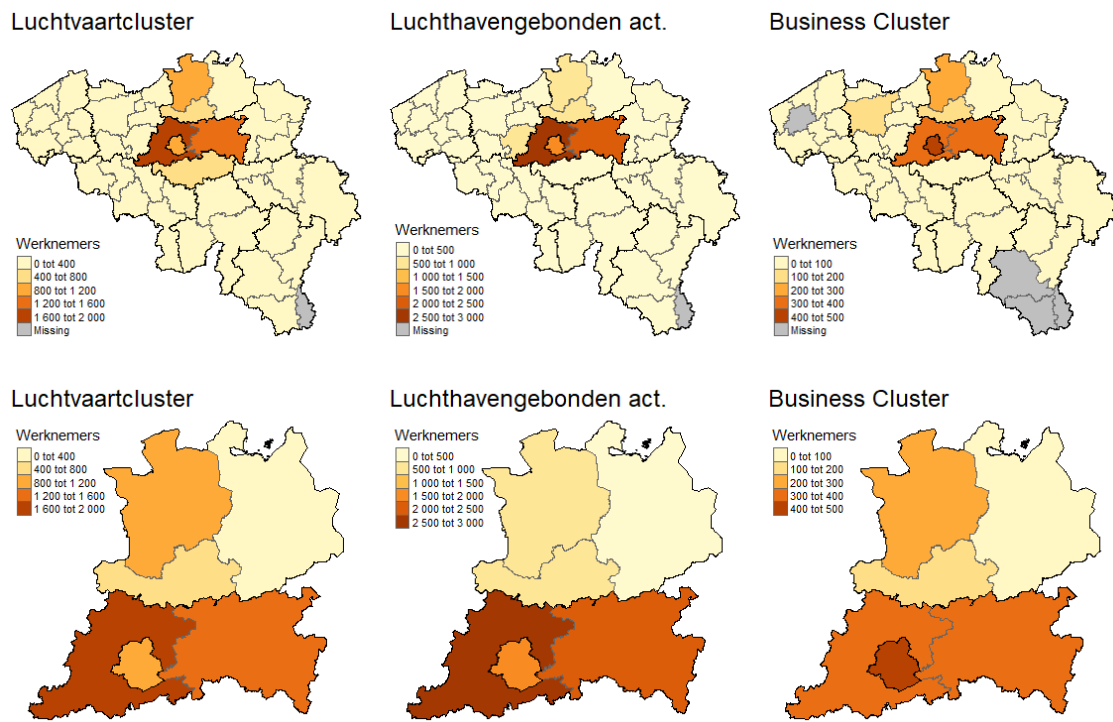 Luchtvaartcluster
Werknemers
0 tot 400
400 tot 800
800 tot 1 200
1 200 tot 1 600
1 600 tot 2 000
Missing
Luchthavengebonden act.
Werknemers
0 tot 500
500 tot 1 000
1 000 tot 1 500
1 500 tot 2 000
2 000 tot 2 500
2 500 tot 3 000
Missing
Business Cluster
Werknemers
0 tot 100
100 tot 200
200 tot 300
300 tot 400
400 tot 500
Missing
Luchtvaartcluster
Werknemers
0 tot 400
400 tot 800
800 tot 1 200
1 200 tot 1 600
1 600 tot 2 000
Luchthavengebonden act.
Werknemers
0 tot 500
500 tot 1 000
1 000 tot 1 500
1 500 tot 2 000
2 000 tot 2 500
2 500 tot 3 000
Business Cluster
Werknemers
0 tot 100
100 tot 200
200 tot 300
300 tot 400
400 tot 500